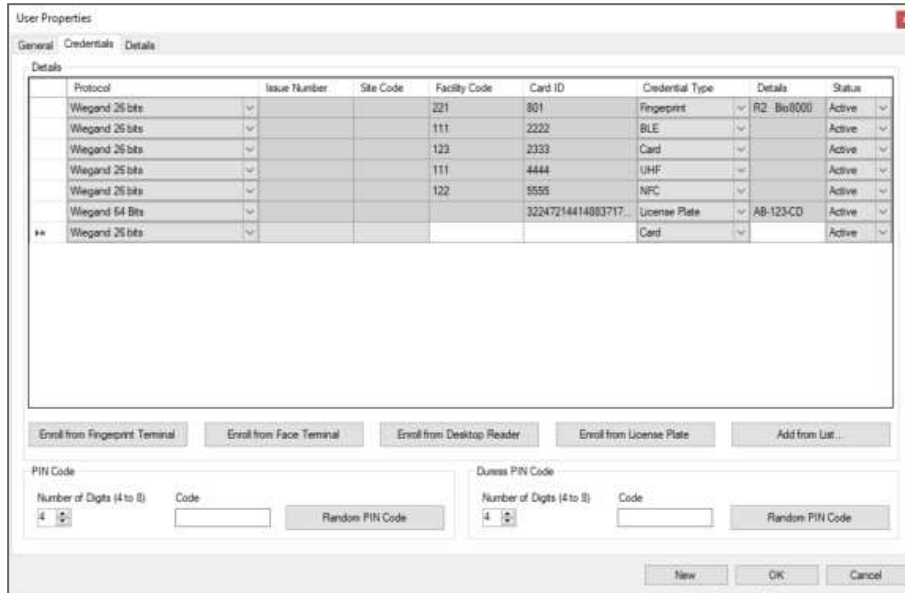 User Properties
General Credentials Details
Details
Protocol Issue Number Site Code Facility Code Card ID Credential Type Details Status
Wiegand 26 bits 221 801 Fingerprint R2 Bio8000 Active
Wiegand 26 bits 111 2222 BLE Active
Wiegand 26 bits 123 2333 Card Active
Wiegand 26 bits 111 4444 UHF Active
Wiegand 26 bits 122 5555 NFC Active
Wiegand 64 Bits 32247214414883717... License Plate AB-123-CD Active
Wiegand 26 bits Card Active
Enroll from Fingerprint Terminal Enroll from Face Terminal Enroll from Desktop Reader Enroll from License Plate Add from List...
PIN Code Duress PIN Code
Number of Digits (4 to 8) Code Number of Digits (4 to 8) Code
4 Random PIN Code 4 Random PIN Code
New OK Cancel